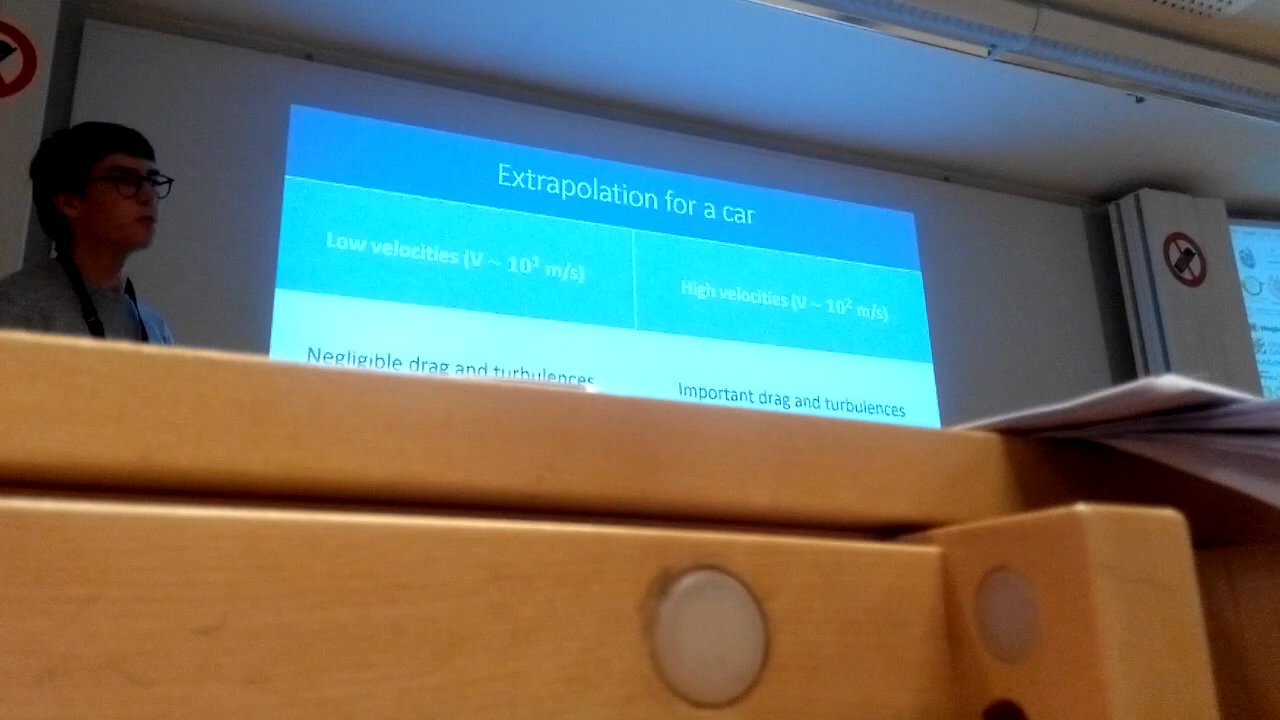 Extrapolation for a car
Low velocities (V ~ 10¹ m/s)
High velocities (V ~ 10² m/s)
Negligible drag and turbulences
Important drag and turbulences